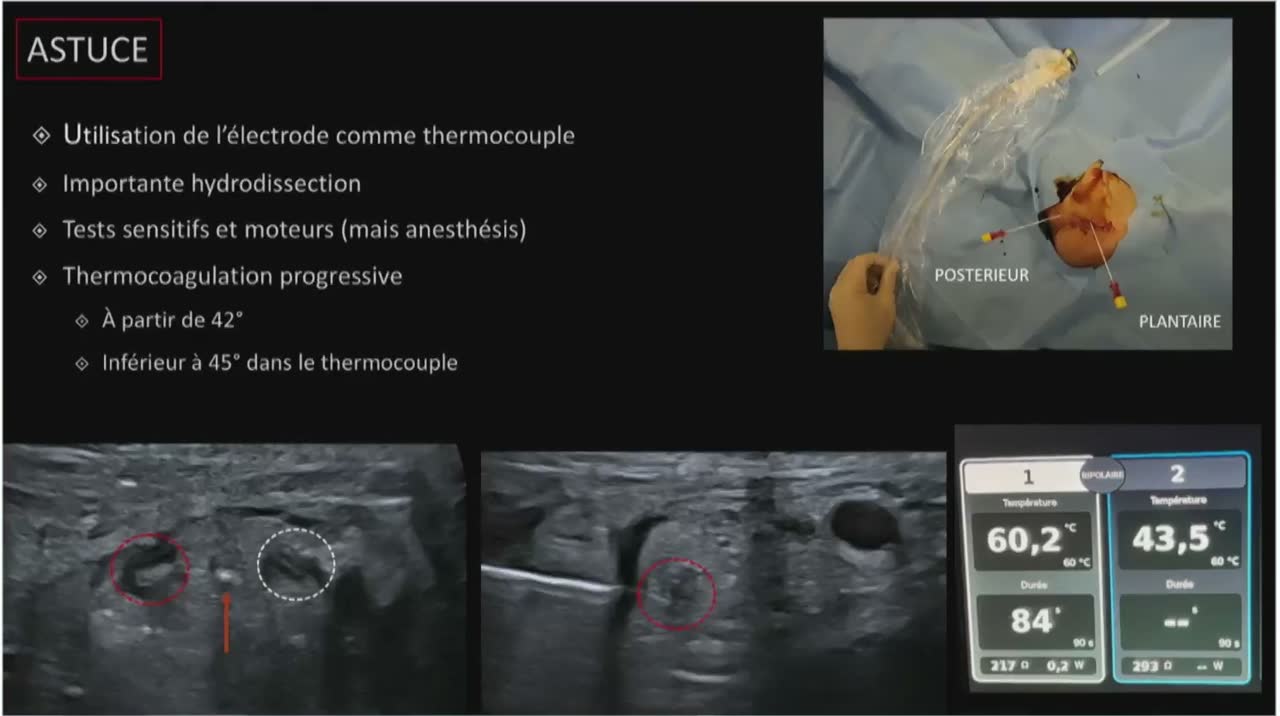 ASTUCE
Utilisation de l'électrode comme thermocouple
Importante hydrodissection
Tests sensitifs et moteurs (mais anesthésis)
Thermocoagulation progressive
À partir de 42°
Inférieur à 45° dans le thermocouple
POSTERIEUR
PLANTAIRE
1 BIPOLAIRE 2
Température Température
60,2 °C 43,5 °C
60 °C 60 °C
Durée Durée
84 s -- s
90 s 90 s
217 Ω 0,2 W 293 Ω -- W